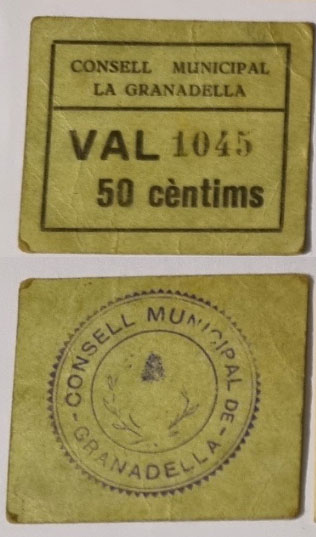 CONSELL MUNICIPAL
LA GRANADELLA
VAL 1045
50 cèntims
CONSELL MUNICIPAL DE
- GRANADELLA -